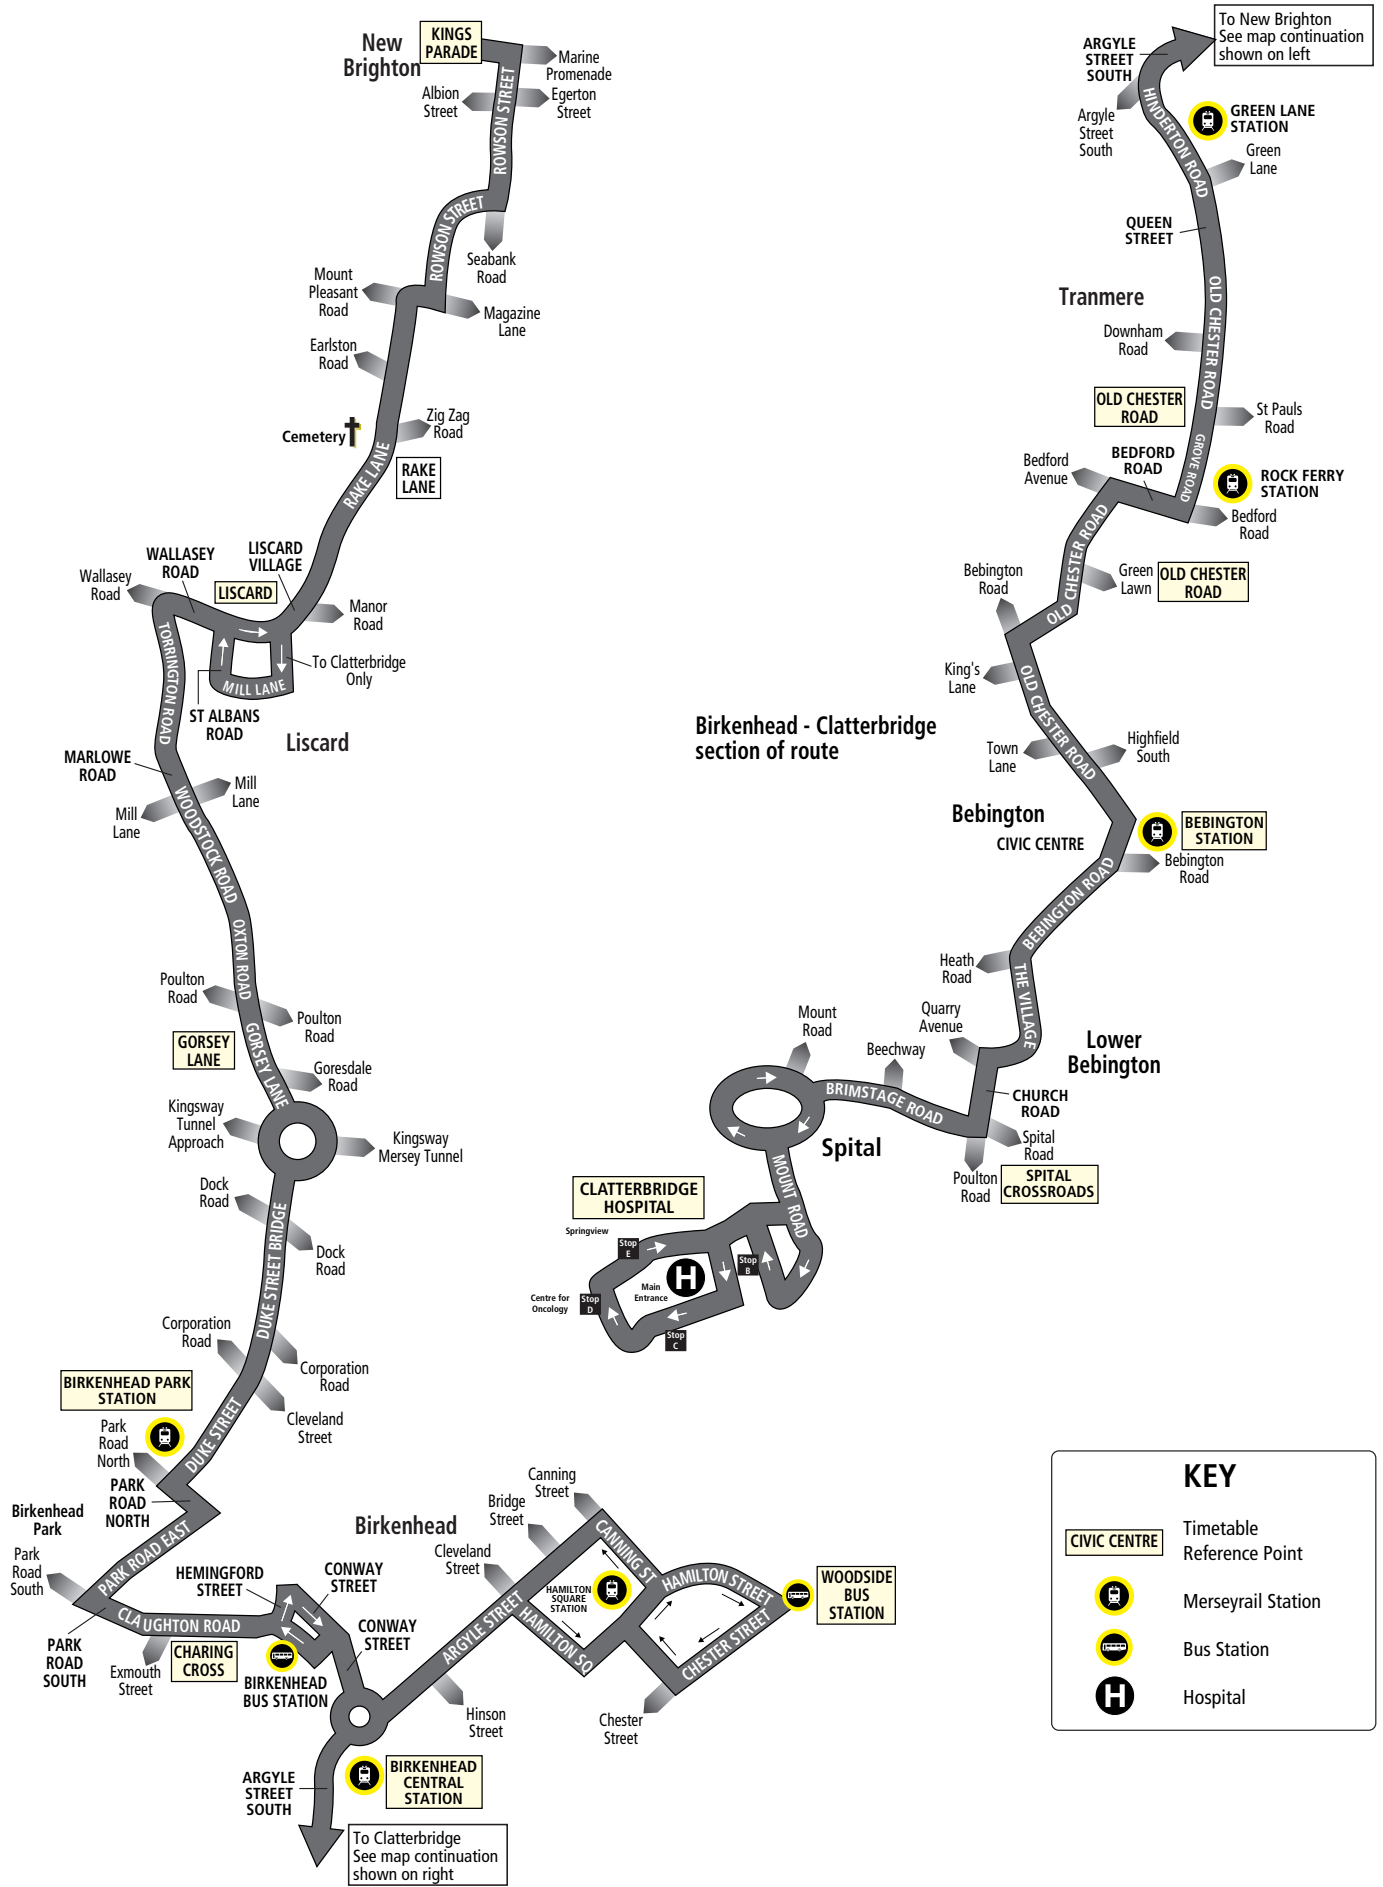 New
Brighton
KINGS
PARADE
Marine
Promenade
Albion
Street
Egerton
Street
ROWSON STREET
ROWSON STREET
Seabank
Road
Mount
Pleasant
Road
Magazine
Lane
Earlston
Road
Zig Zag
Road
Cemetery
RAKE LANE
RAKE
LANE
WALLASEY
ROAD
LISCARD
VILLAGE
Wallasey
Road
LISCARD
Manor
Road
To Clatterbridge
Only
MILL LANE
ST ALBANS
ROAD
TORRINGTON ROAD
Liscard
MARLOWE
ROAD
Mill
Lane
Mill
Lane
WOODSTOCK ROAD
OXTON ROAD
Poulton
Road
Poulton
Road
GORSEY
LANE
GORSEY LANE
Goresdale
Road
Kingsway
Tunnel
Approach
Kingsway
Mersey Tunnel
Dock
Road
Dock
Road
DUKE STREET BRIDGE
Corporation
Road
Corporation
Road
BIRKENHEAD PARK
STATION
Cleveland
Street
DUKE STREET
Park
Road
North
PARK
ROAD
NORTH
Birkenhead
Park
PARK ROAD EAST
Park
Road
South
PARK
ROAD
SOUTH
CLAUGHTON ROAD
Exmouth
Street
CHARING
CROSS
HEMINGFORD
STREET
CONWAY
STREET
CONWAY
STREET
BIRKENHEAD
BUS STATION
Birkenhead
Cleveland
Street
Bridge
Street
Canning
Street
CANNING ST
HAMILTON
SQUARE
STATION
HAMILTON STREET
WOODSIDE
BUS
STATION
ARGYLE STREET
HAMILTON SQ
CHESTER STREET
Hinson
Street
Chester
Street
ARGYLE
STREET
SOUTH
BIRKENHEAD
CENTRAL
STATION
To Clatterbridge
See map continuation
shown on right
To New Brighton
See map continuation
shown on left
ARGYLE
STREET
SOUTH
Argyle
Street
South
HINDERTON ROAD
GREEN LANE
STATION
Green
Lane
QUEEN
STREET
Tranmere
OLD CHESTER ROAD
Downham
Road
OLD CHESTER
ROAD
St Pauls
Road
GROVE ROAD
BEDFORD
ROAD
Bedford
Avenue
ROCK FERRY
STATION
Bedford
Road
OLD CHESTER ROAD
Green
Lawn
OLD CHESTER
ROAD
Bebington
Road
King's
Lane
OLD CHESTER ROAD
Birkenhead - Clatterbridge
section of route
Town
Lane
Highfield
South
Bebington
CIVIC CENTRE
BEBINGTON
STATION
Bebington
Road
BEBINGTON ROAD
Heath
Road
THE VILLAGE
Quarry
Avenue
Lower
Bebington
Mount
Road
Beechway
BRIMSTAGE ROAD
CHURCH
ROAD
Spital
Spital
Road
Poulton
Road
SPITAL
CROSSROADS
MOUNT ROAD
CLATTERBRIDGE
HOSPITAL
Springview
Stop
E
Stop
B
Main
Entrance
H
Centre for
Oncology
Stop
D
Stop
C
KEY
CIVIC CENTRE
Timetable
Reference Point
Merseyrail Station
Bus Station
H
Hospital